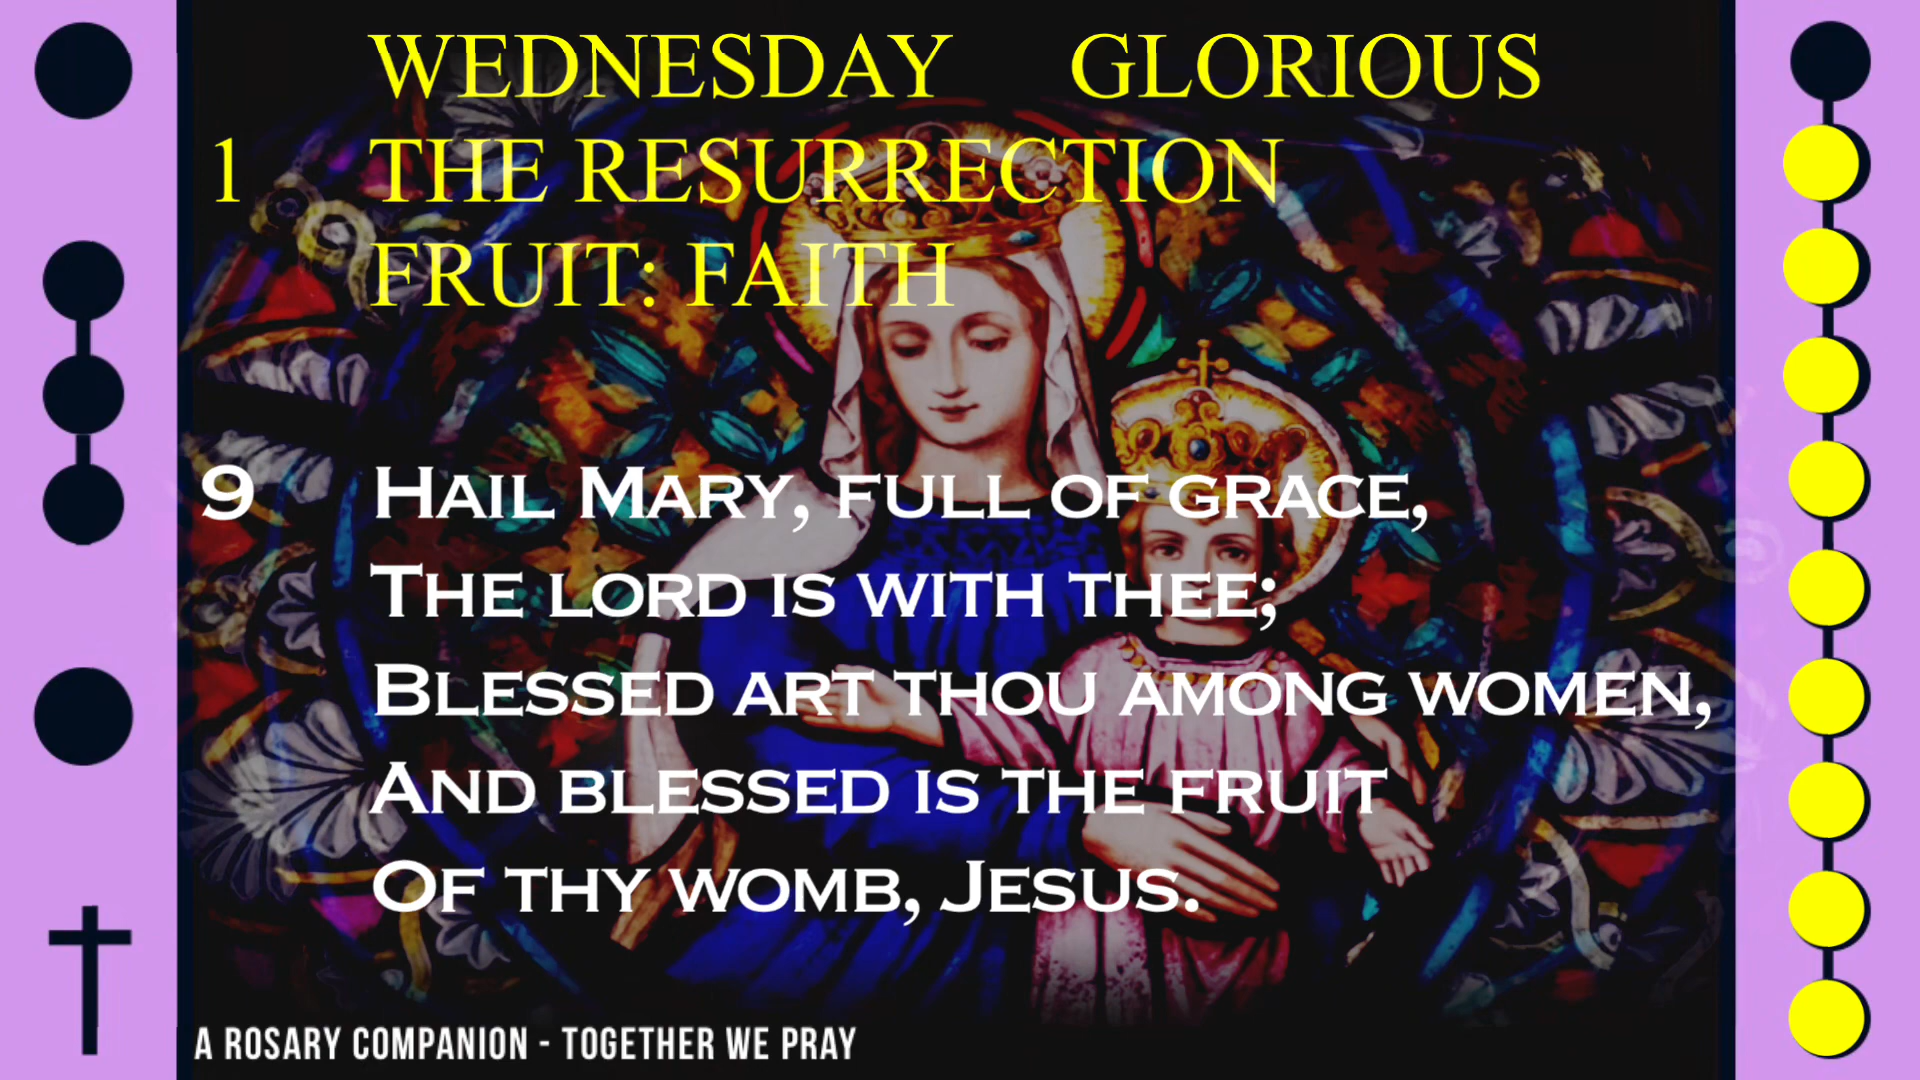 WEDNESDAY GLORIOUS
1 THE RESURRECTION
FRUIT: FAITH
9 HAIL MARY, FULL OF GRACE,
THE LORD IS WITH THEE;
BLESSED ART THOU AMONG WOMEN,
AND BLESSED IS THE FRUIT
OF THY WOMB, JESUS.
A ROSARY COMPANION - TOGETHER WE PRAY